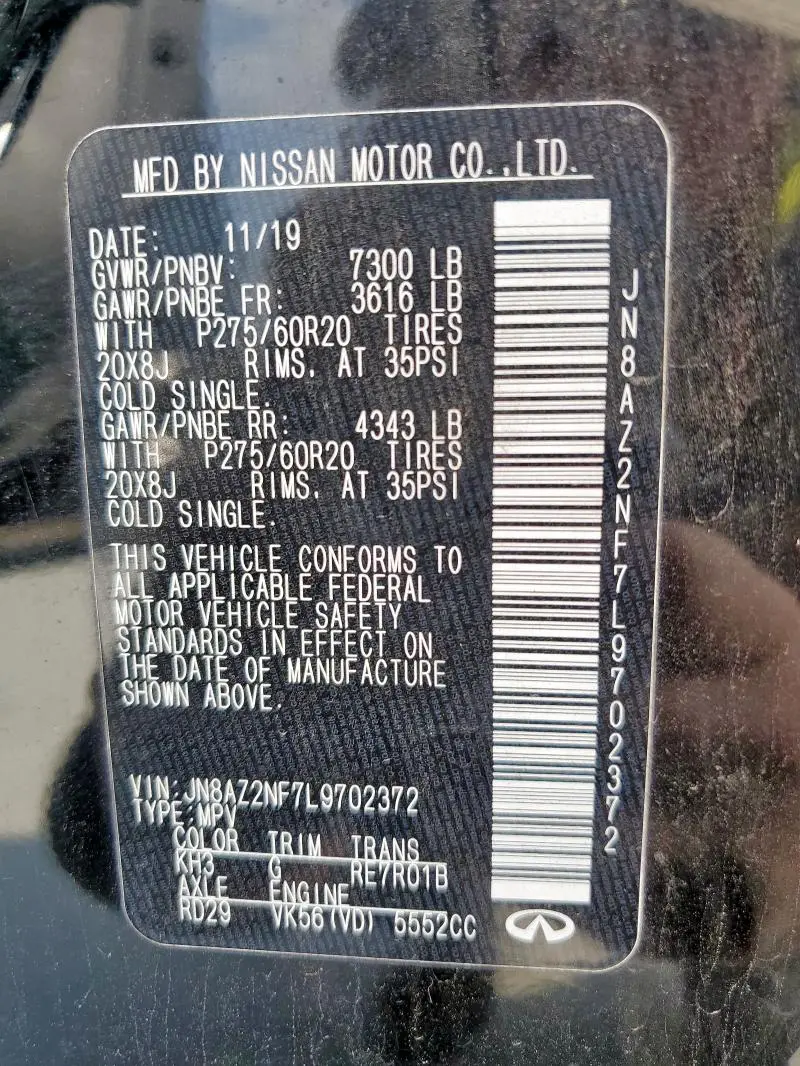 MFD BY NISSAN MOTOR CO.,LTD.
DATE: 11/19
GVWR/PNBV: 7300 LB
GAWR/PNBE FR: 3616 LB
WITH P275/60R20 TIRES
20X8J RIMS. AT 35PSI
COLD SINGLE.
GAWR/PNBE RR: 4343 LB
WITH P275/60R20 TIRES
20X8J RIMS. AT 35PSI
COLD SINGLE.
THIS VEHICLE CONFORMS TO
ALL APPLICABLE FEDERAL
MOTOR VEHICLE SAFETY
STANDARDS IN EFFECT ON
THE DATE OF MANUFACTURE
SHOWN ABOVE.
VIN:JN8AZ2NF7L9702372
TYPE:MPV
COLOR TRIM TRANS
KH3 G RE7R01B
AXLE ENGINE
RD29 VK56(VD) 5552CC
JN8AZ2NF7L9702372